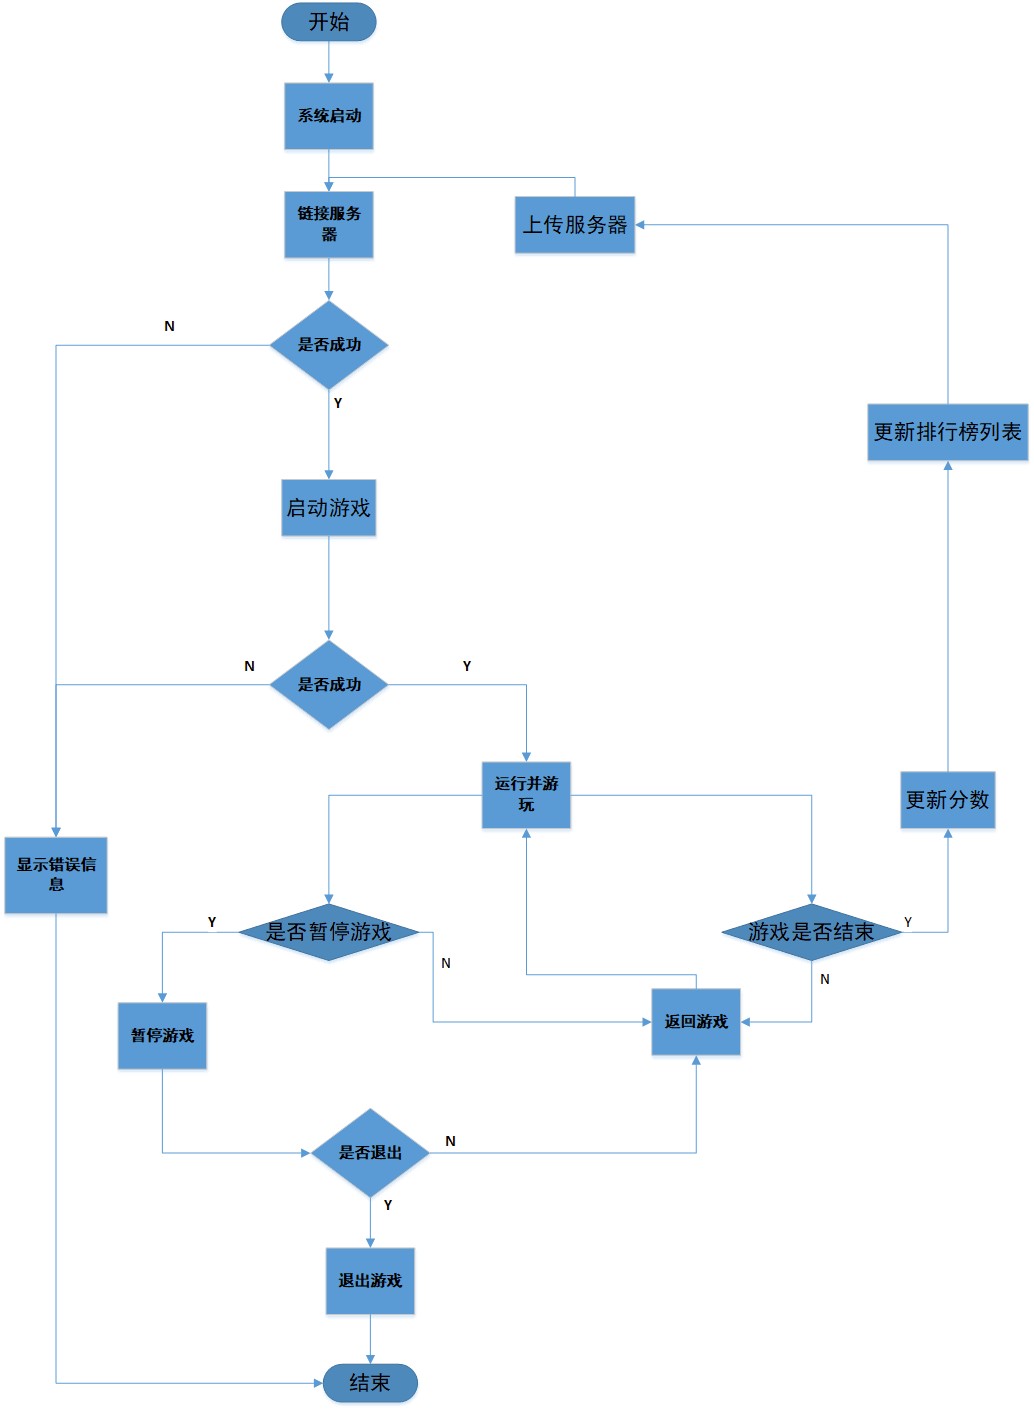 开始
系统启动
链接服务
器
上传服务器
N
是否成功
Y
更新排行榜列表
启动游戏
N
Y
是否成功
运行并游
玩
更新分数
显示错误信
息
Y
是否暂停游戏
N
游戏是否结束
Y
N
暂停游戏
返回游戏
是否退出
N
Y
退出游戏
结束